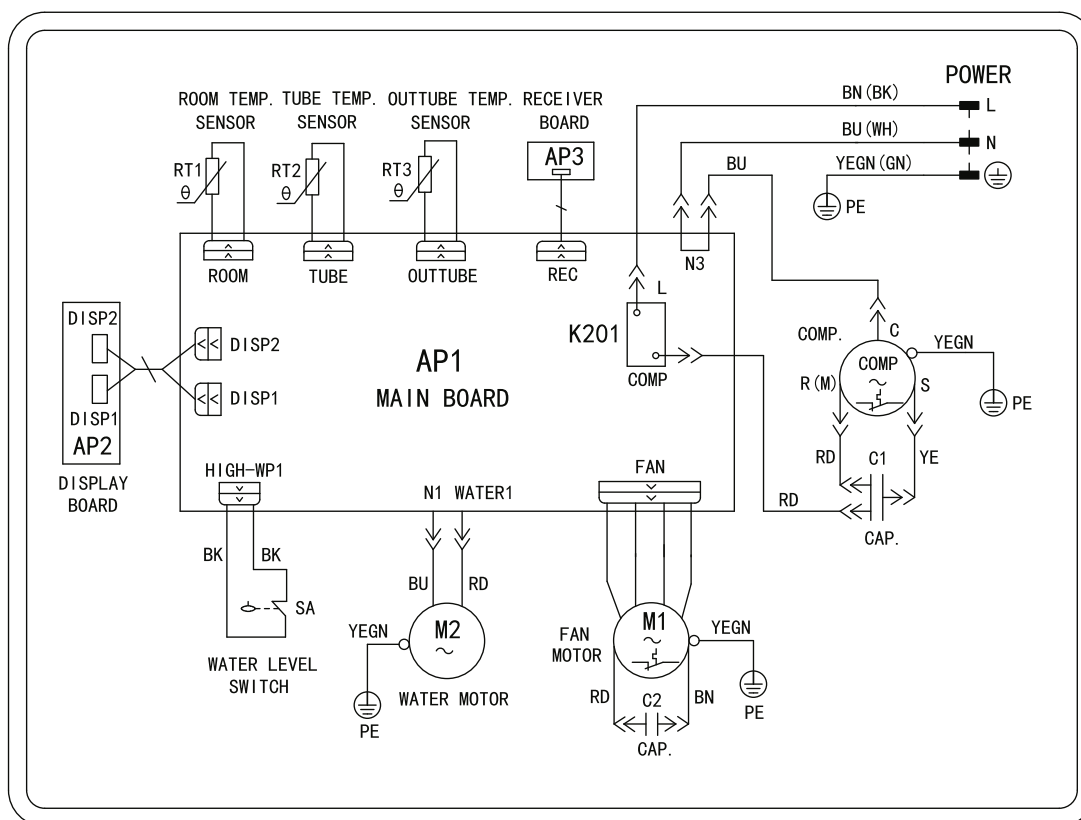 POWER
BN(BK)
L
BU(WH)
N
BU
YEGN(GN)
PE
ROOM TEMP.
SENSOR
TUBE TEMP.
SENSOR
OUTTUBE TEMP.
SENSOR
RECEIVER
BOARD
RT1
θ
RT2
θ
RT3
θ
AP3
ROOM
TUBE
OUTTUBE
REC
N3
L
K201
COMP
AP1
MAIN BOARD
DISP2
DISP1
AP2
DISPLAY
BOARD
DISP2
DISP1
COMP.
C
COMP
YEGN
PE
R(M)
S
RD
C1
YE
RD
CAP.
HIGH-WP1
BK
BK
SA
WATER LEVEL
SWITCH
N1
WATER1
BU
RD
M2
YEGN
PE
WATER MOTOR
FAN
M1
FAN
MOTOR
YEGN
PE
RD
C2
BN
CAP.